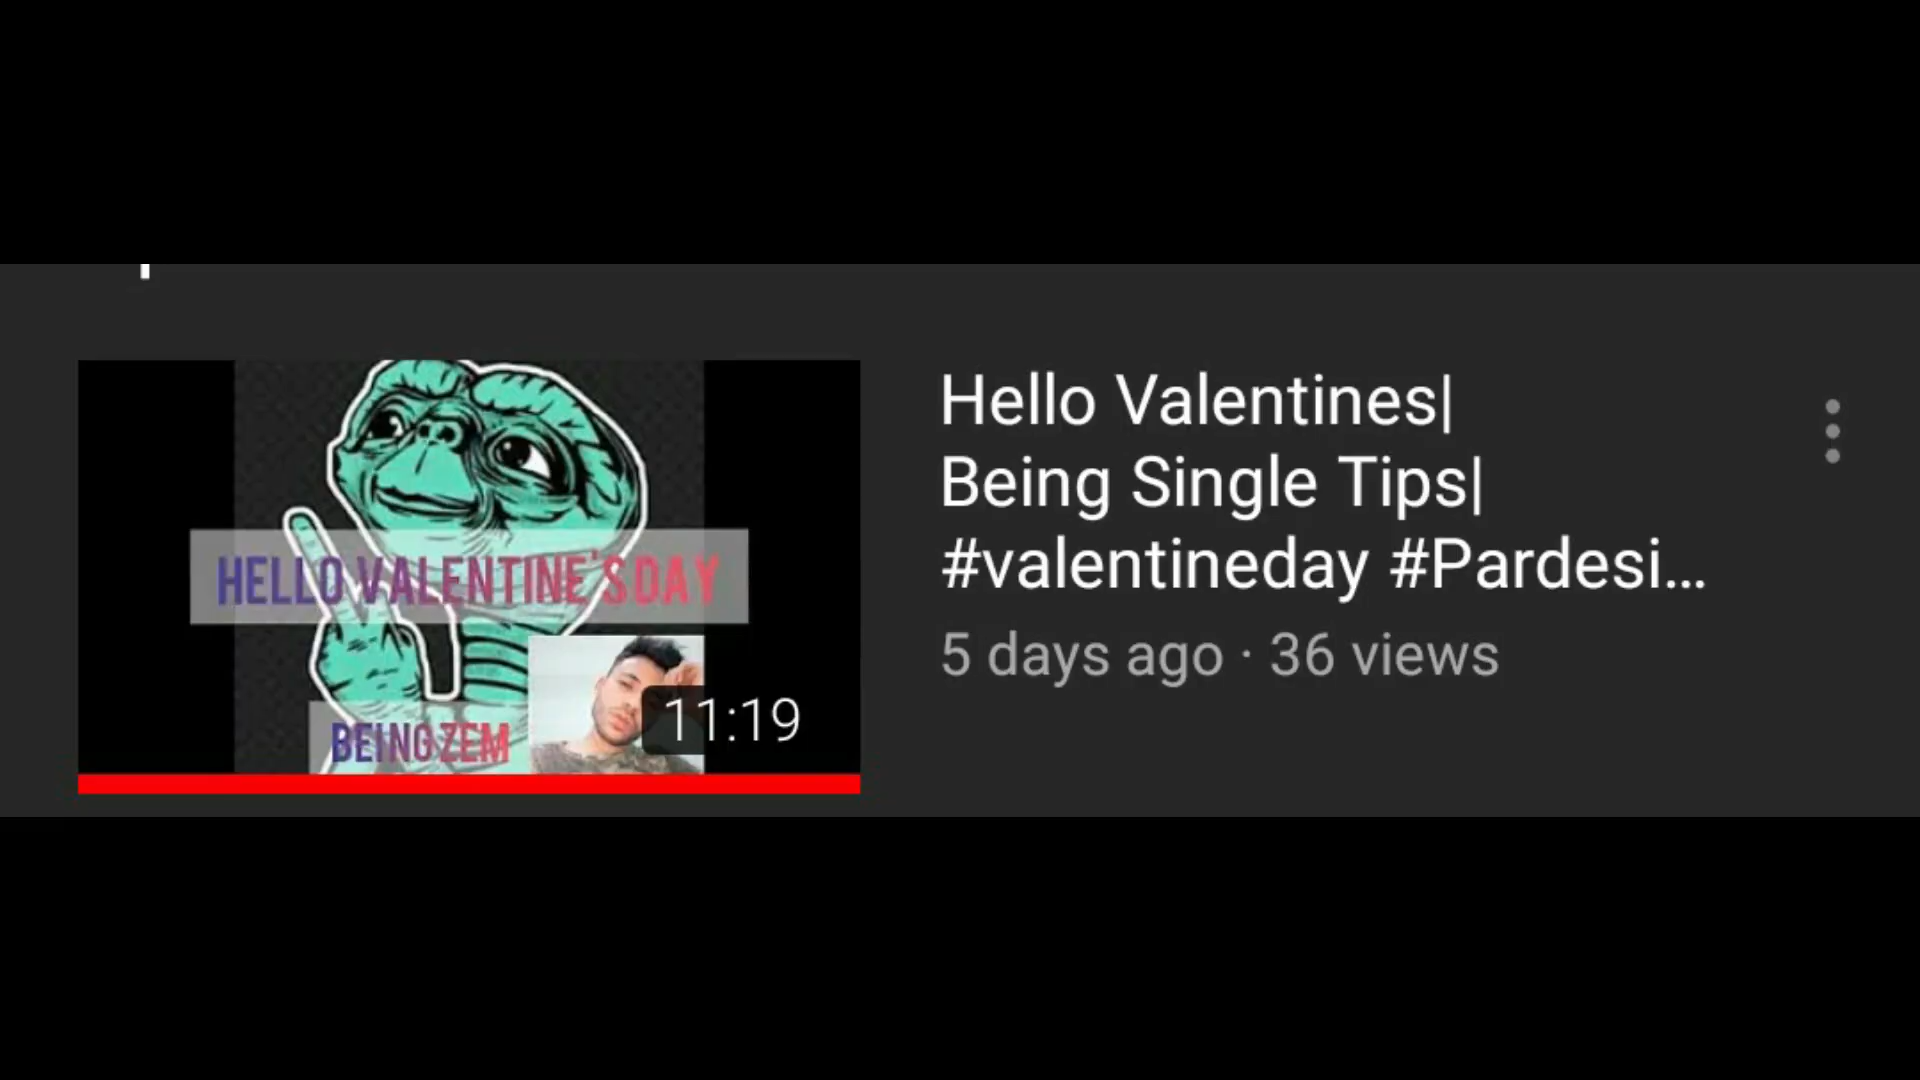 HELLO VALENTINE'S DAY
BEINGZEM
11:19
Hello Valentines|
Being Single Tips|
#valentineday #Pardesi...
5 days ago · 36 views